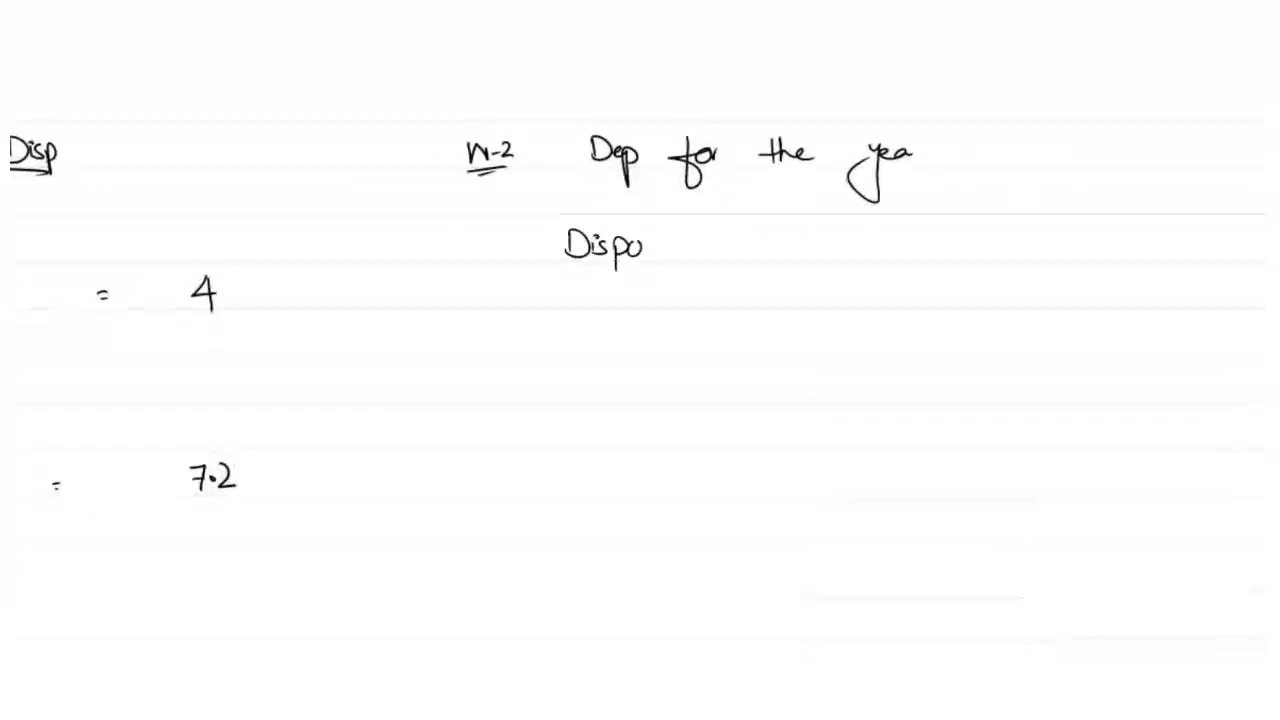 Disp W-2 Dep for the yea
Dispo
= 4
= 7.2